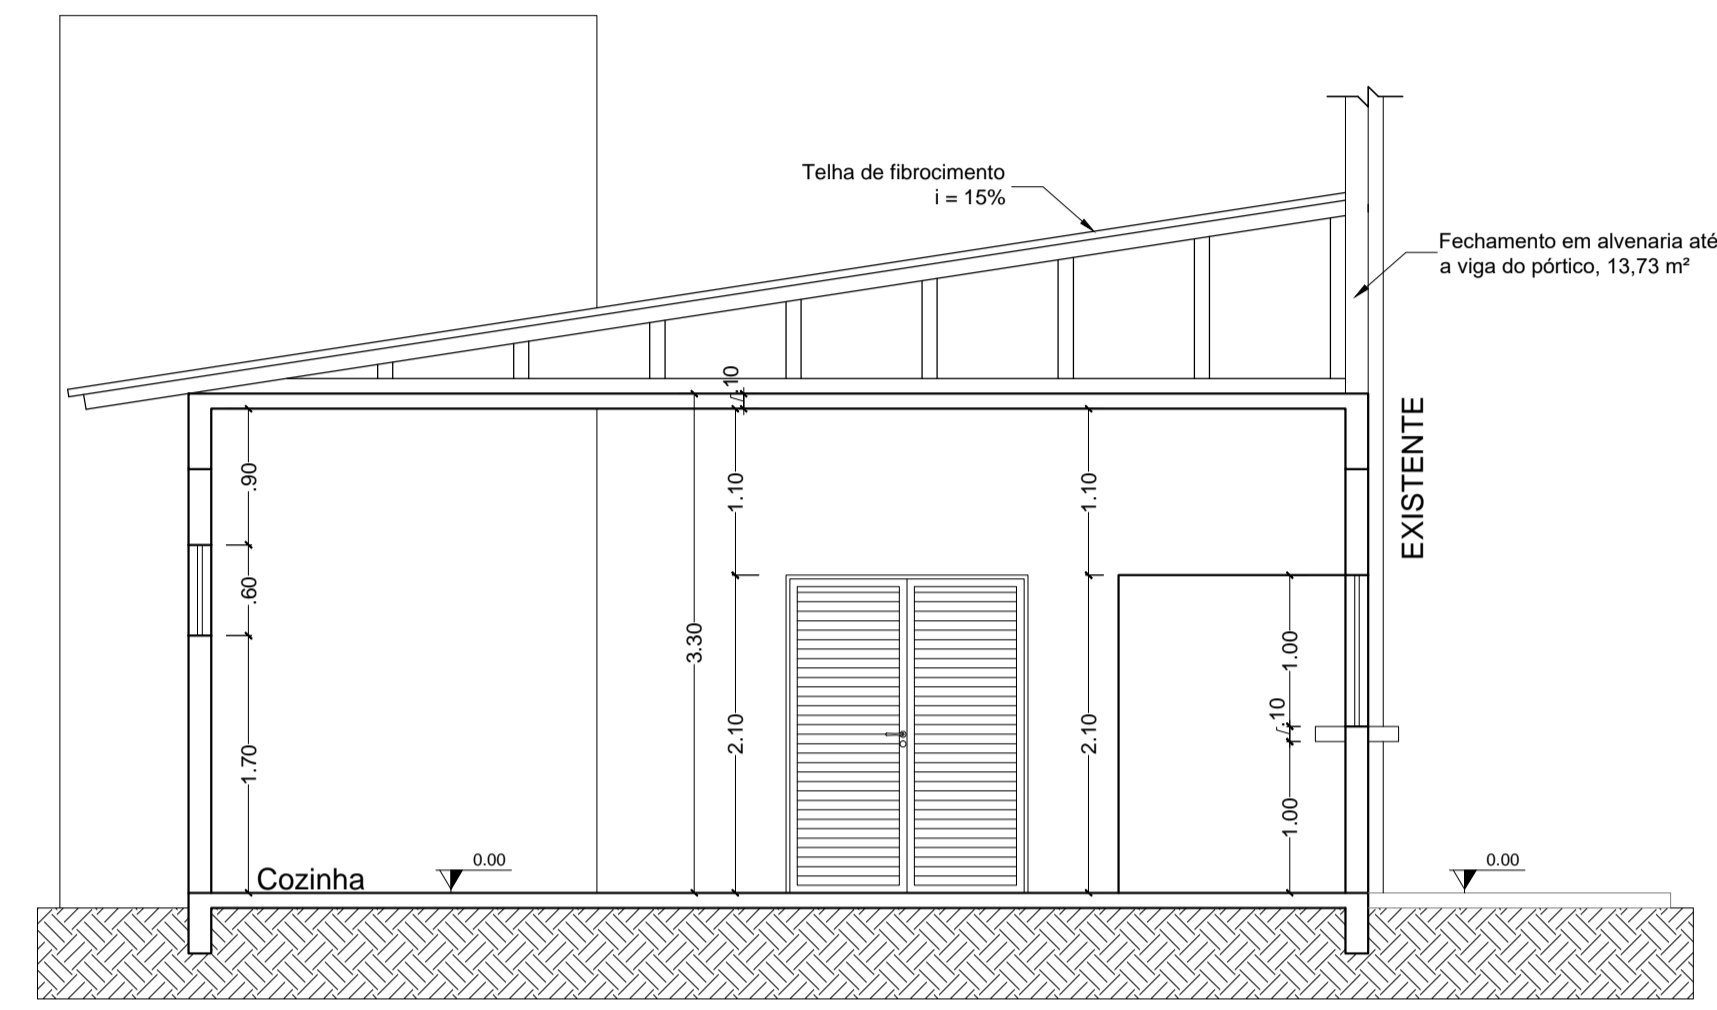 Telha de fibrocimento
i = 15%
Fechamento em alvenaria até
a viga do pórtico, 13,73 m²
EXISTENTE
.10
.90
1.10
1.10
.60
3.30
1.00
.10
2.10
2.10
1.70
1.00
Cozinha
0.00
0.00